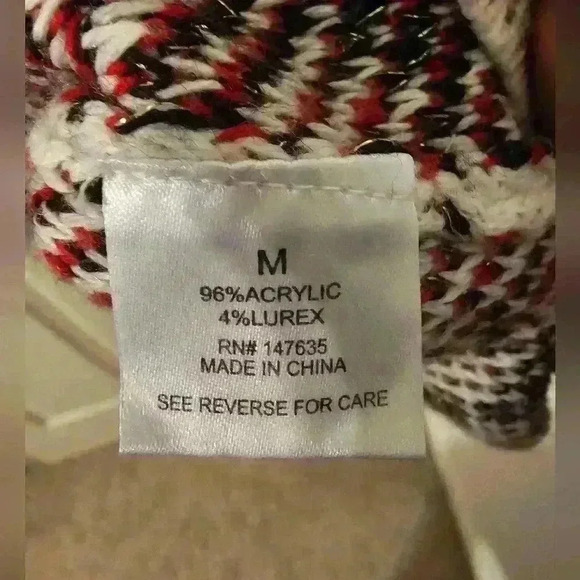 M
96%ACRYLIC
4%LUREX
RN# 147635
MADE IN CHINA
SEE REVERSE FOR CARE